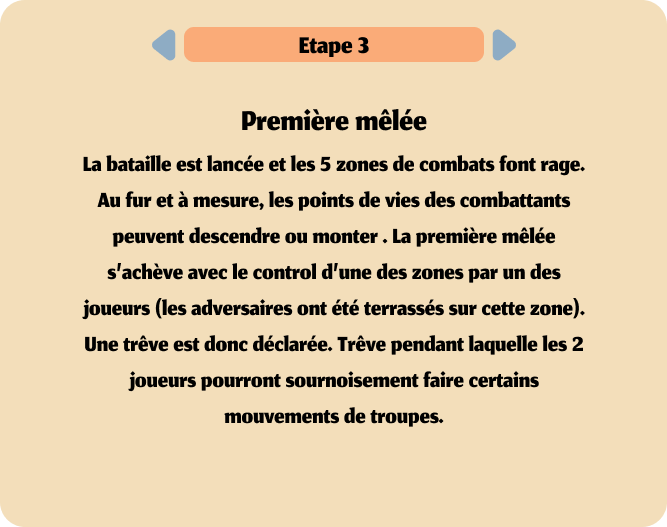 Etape 3
Première mêlée
La bataille est lancée et les 5 zones de combats font rage.
Au fur et à mesure, les points de vies des combattants
peuvent descendre ou monter . La première mêlée
s'achève avec le control d'une des zones par un des
joueurs (les adversaires ont été terrassés sur cette zone).
Une trêve est donc déclarée. Trêve pendant laquelle les 2
joueurs pourront sournoisement faire certains
mouvements de troupes.